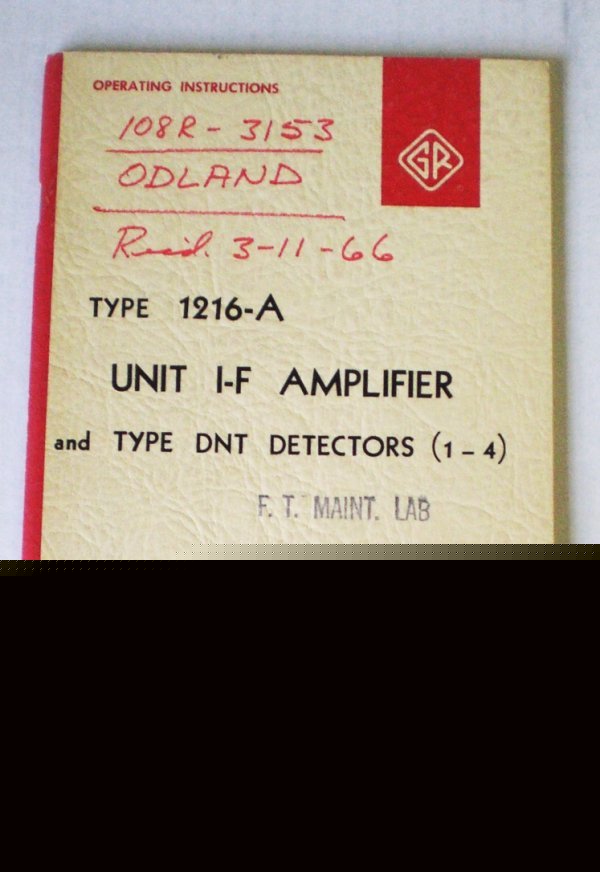 OPERATING INSTRUCTIONS
108R - 3153
ODLAND
Rec'd. 3-11-66
GR
TYPE 1216-A
UNIT I-F AMPLIFIER
and TYPE DNT DETECTORS (1 – 4)
F. T. MAINT. LAB